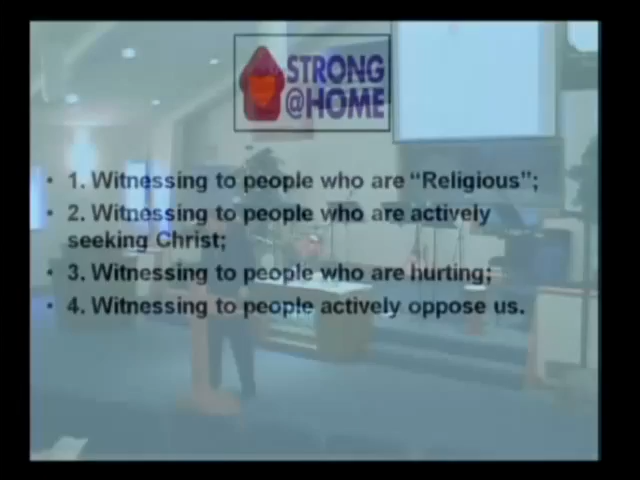 STRONG
@HOME
• 1. Witnessing to people who are “Religious”;
• 2. Witnessing to people who are actively
seeking Christ;
• 3. Witnessing to people who are hurting;
• 4. Witnessing to people actively oppose us.